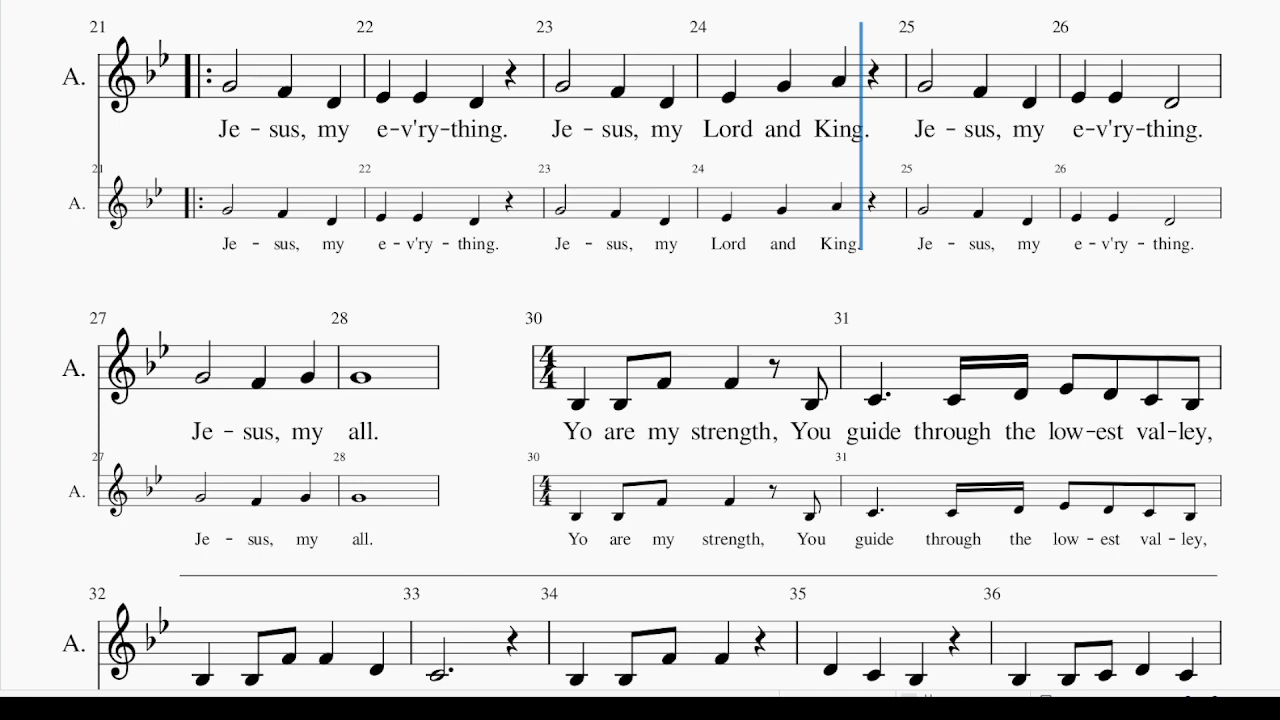 21 22 23 24 25 26
A.
Je - sus, my e-v'ry-thing. Je - sus, my Lord and King. Je - sus, my e-v'ry-thing.
21 22 23 24 25 26
A.
Je - sus, my e - v'ry - thing. Je - sus, my Lord and King. Je - sus, my e - v'ry - thing.
27 28 30 31
A. 4/4
Je - sus, my all. Yo are my strength, You guide through the low-est val-ley,
27 28 30 31
A. 4/4
Je - sus, my all. Yo are my strength, You guide through the low - est val - ley,
32 33 34 35 36
A.